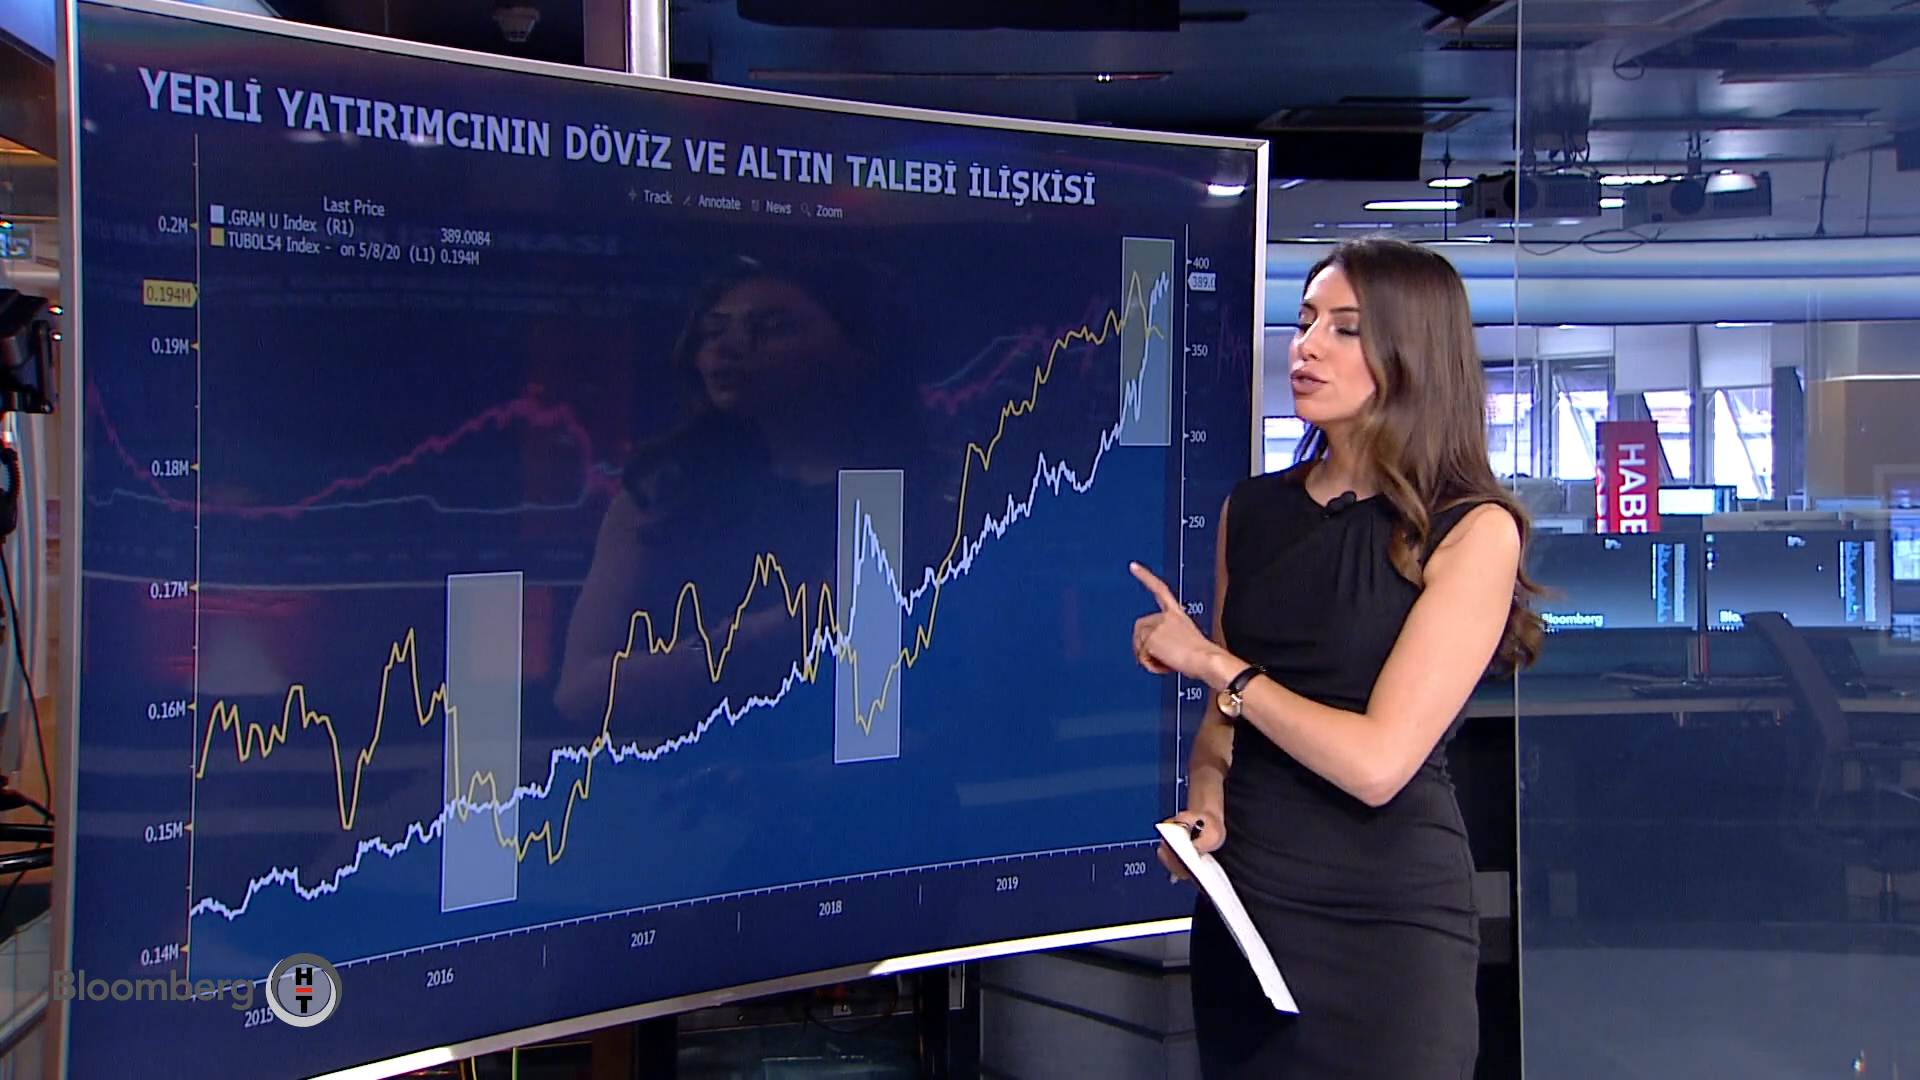 YERLİ YATIRIMCININ DÖVİZ VE ALTIN TALEBİ İLİŞKİSİ
Track Annotate News Zoom
Last Price
.GRAM U Index (R1) 389.0084
TUBOL54 Index - on 5/8/20 (L1) 0.194M
0.2M
0.194M
0.19M
0.18M
0.17M
0.16M
0.15M
0.14M
400
389.0
350
300
250
200
150
2015
2016
2017
2018
2019
2020
HABE
Bloomberg
Bloomberg HT